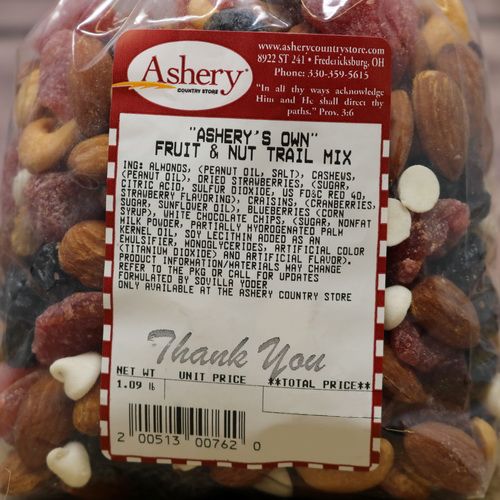 Ashery
COUNTRY STORE
www.asherycountrystore.com
8922 ST 241 • Fredericksburg, OH
Phone: 330-359-5615
"In all thy ways acknowledge
Him and He shall direct thy
paths." Prov. 3:6
"ASHERY'S OWN"
FRUIT & NUT TRAIL MIX
ING: ALMONDS, (PEANUT OIL, SALT), CASHEWS,
(PEANUT OIL), DRIED STRAWBERRIES, (SUGAR,
CITRIC ACID, SULFUR DIOXIDE, US FD&C RED 40,
STRAWBERRY FLAVORING), CRAISINS, (CRANBERRIES,
SUGAR, SUNFLOWER OIL), BLUEBERRIES (CORN
SYRUP), WHITE CHOCOLATE CHIPS, (SUGAR, NONFAT
MILK POWDER, PARTIALLY HYDROGENATED PALM
KERNEL OIL, SOY LECITHIN ADDED AS AN
EMULSIFIER, MONOGLYCERIDES, ARTIFICIAL COLOR
(TITANIUM DIOXIDE) AND ARTIFICIAL FLAVOR).
PRODUCT INFORMATION/MATERIALS MAY CHANGE
REFER TO THE PKG OR CALL FOR UPDATES
FORMULATED BY SOVILLA YODER
ONLY AVAILABLE AT THE ASHERY COUNTRY STORE
Thank You
NET WT UNIT PRICE **TOTAL PRICE**
1.09 lb
2 00513 00762 0